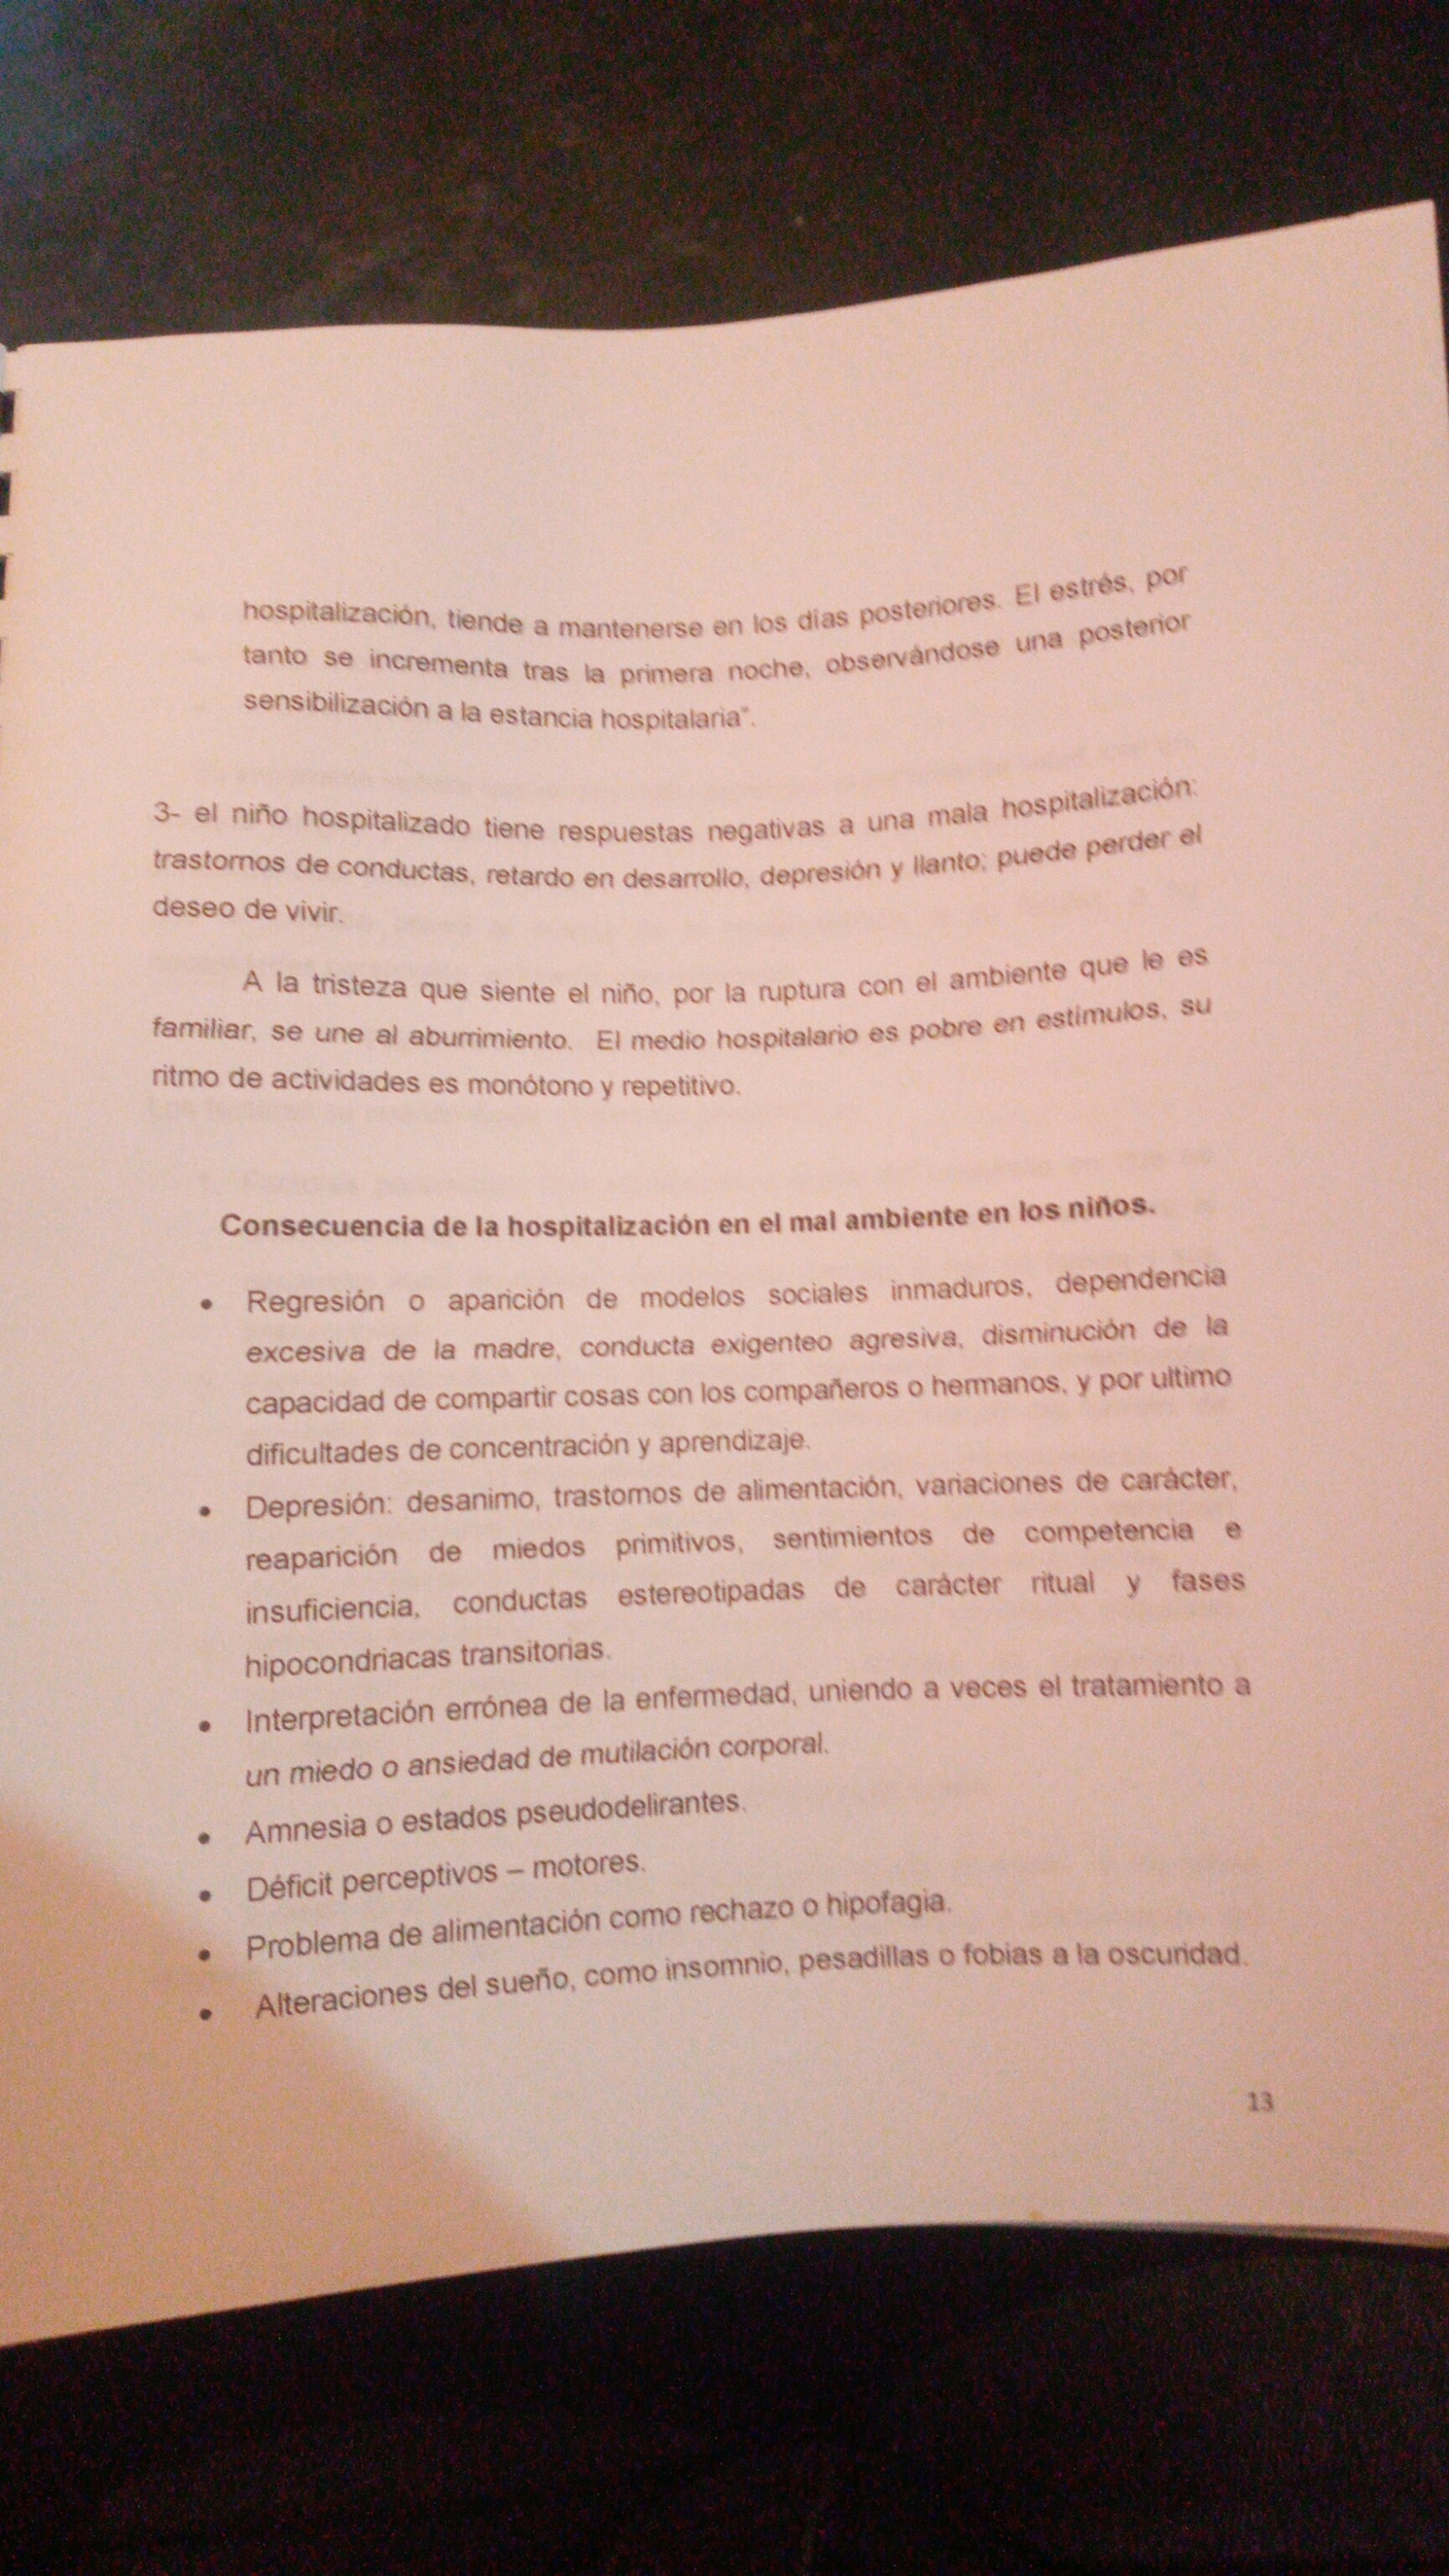 hospitalización, tiende a mantenerse en los días posteriores. El estrés, por
tanto se incrementa tras la primera noche, observándose una posterior
sensibilización a la estancia hospitalaria”.
3- el niño hospitalizado tiene respuestas negativas a una mala hospitalización:
trastornos de conductas, retardo en desarrollo, depresión y llanto; puede perder el
deseo de vivir.
A la tristeza que siente el niño, por la ruptura con el ambiente que le es
familiar, se une al aburrimiento. El medio hospitalario es pobre en estímulos, su
ritmo de actividades es monótono y repetitivo.
Consecuencia de la hospitalización en el mal ambiente en los niños.
• Regresión o aparición de modelos sociales inmaduros, dependencia
excesiva de la madre, conducta exigenteo agresiva, disminución de la
capacidad de compartir cosas con los compañeros o hermanos, y por ultimo
dificultades de concentración y aprendizaje.
• Depresión: desanimo, trastornos de alimentación, variaciones de carácter,
reaparición de miedos primitivos, sentimientos de competencia e
insuficiencia, conductas estereotipadas de carácter ritual y fases
hipocondriacas transitorias.
• Interpretación errónea de la enfermedad, uniendo a veces el tratamiento a
un miedo o ansiedad de mutilación corporal.
• Amnesia o estados pseudodelirantes.
• Déficit perceptivos – motores.
• Problema de alimentación como rechazo o hipofagia.
• Alteraciones del sueño, como insomnio, pesadillas o fobias a la oscuridad.
13